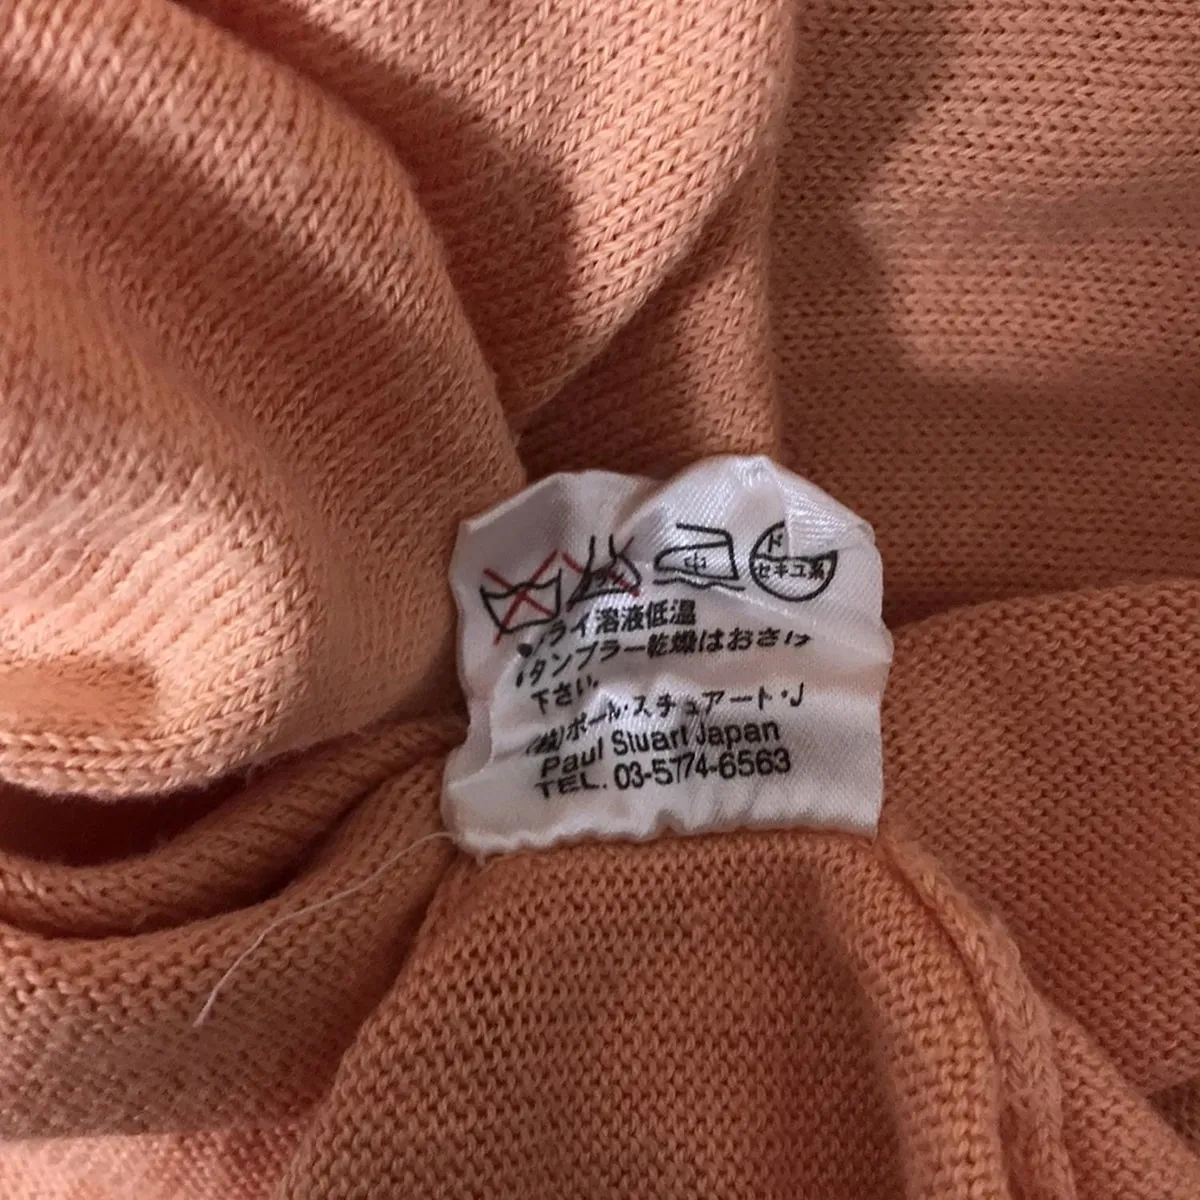 中 ド
セキユ系
ドライ溶液低温
タンブラー乾燥はおさけ
下さい。
(株)ポール・スチュアート・J
Paul Stuart Japan
TEL. 03-5774-6563